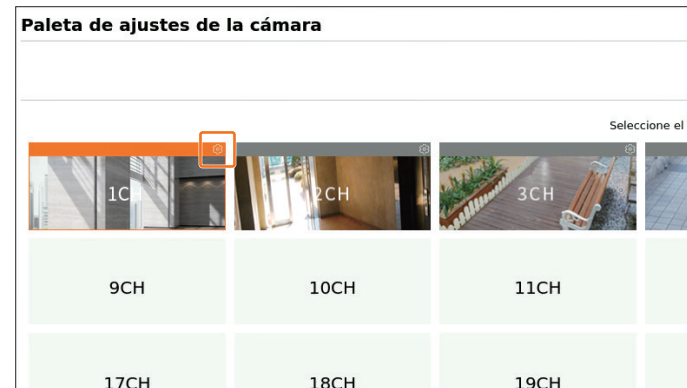 Paleta de ajustes de la cámara
Seleccione el
1CH 2CH 3CH
9CH 10CH 11CH
17CH 18CH 19CH